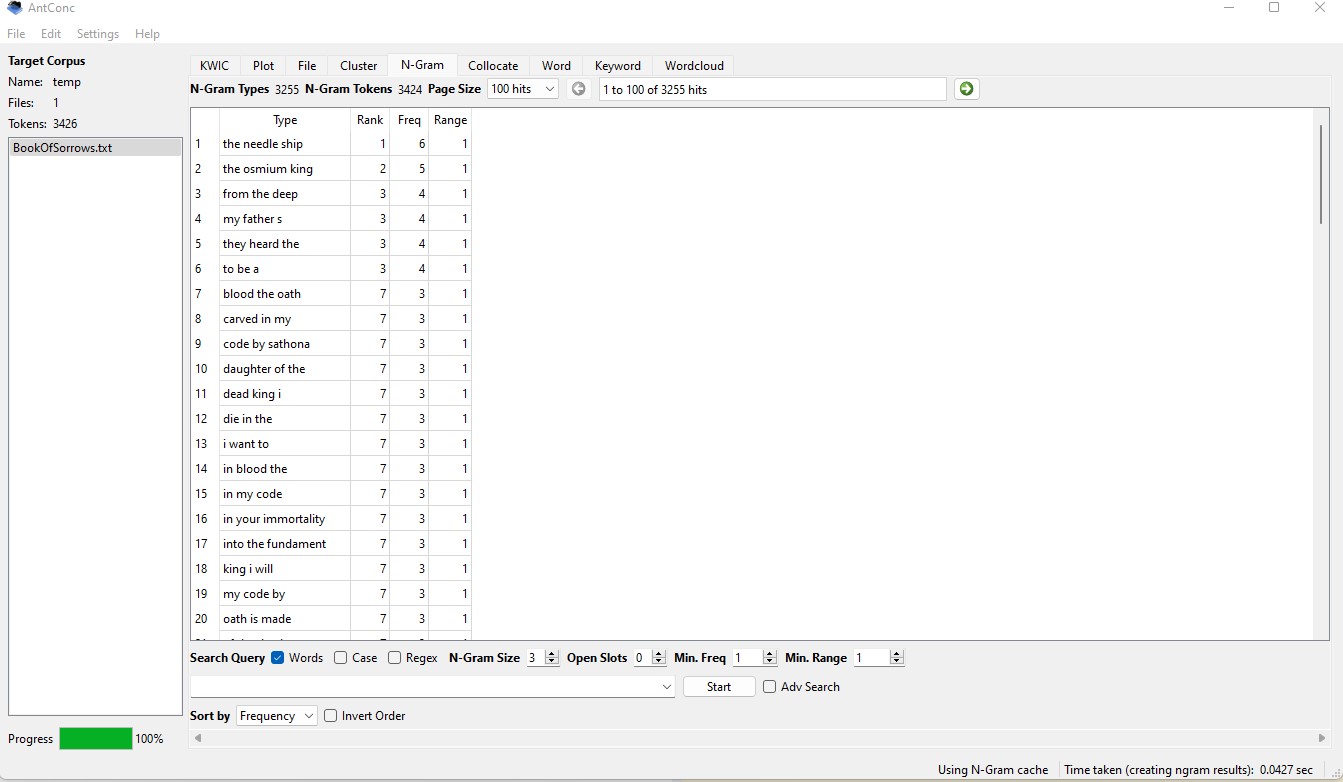 AntConc
File Edit Settings Help
Target Corpus
Name: temp
Files: 1
Tokens: 3426
BookOfSorrows.txt
Progress 100%
KWIC Plot File Cluster N-Gram Collocate Word Keyword Wordcloud
N-Gram Types 3255 N-Gram Tokens 3424 Page Size 100 hits 1 to 100 of 3255 hits
Type Rank Freq Range
1 the needle ship 1 6 1
2 the osmium king 2 5 1
3 from the deep 3 4 1
4 my father s 3 4 1
5 they heard the 3 4 1
6 to be a 3 4 1
7 blood the oath 7 3 1
8 carved in my 7 3 1
9 code by sathona 7 3 1
10 daughter of the 7 3 1
11 dead king i 7 3 1
12 die in the 7 3 1
13 i want to 7 3 1
14 in blood the 7 3 1
15 in my code 7 3 1
16 in your immortality 7 3 1
17 into the fundament 7 3 1
18 king i will 7 3 1
19 my code by 7 3 1
20 oath is made 7 3 1
Search Query Words Case Regex N-Gram Size 3 Open Slots 0 Min. Freq 1 Min. Range 1
Start Adv Search
Sort by Frequency Invert Order
Using N-Gram cache Time taken (creating ngram results): 0.0427 sec